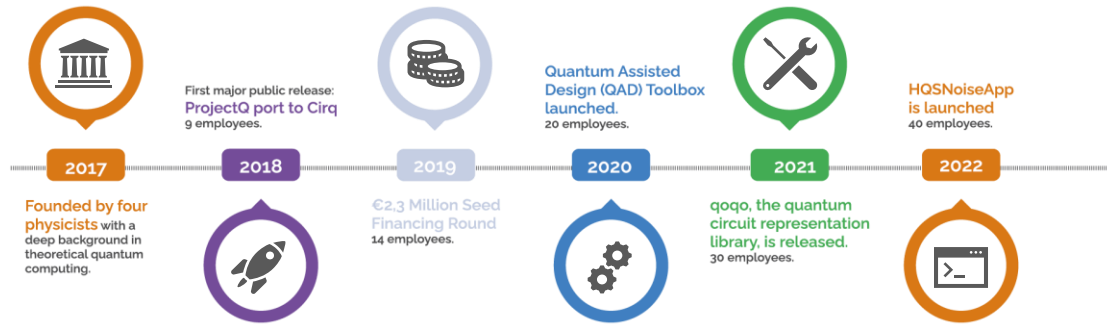 2017
Founded by four
physicists with a
deep background in
theoretical quantum
computing.
First major public release:
ProjectQ port to Cirq
9 employees.
2018
2019
€2,3 Million Seed
Financing Round
14 employees.
Quantum Assisted
Design (QAD) Toolbox
launched.
20 employees.
2020
2021
qoqo, the quantum
circuit representation
library, is released.
30 employees.
HQSNoiseApp
is launched
40 employees.
2022